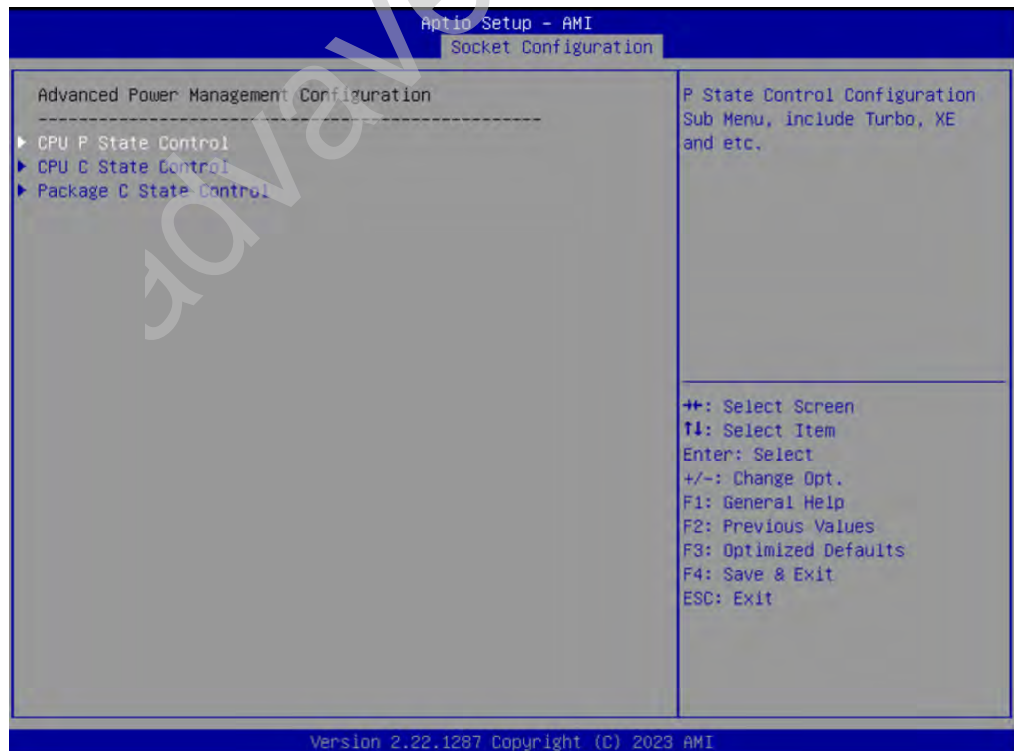 Aptio Setup – AMI
Socket Configuration
Advanced Power Management Configuration
--------------------------------------------------
▶ CPU P State Control
▶ CPU C State Control
▶ Package C State Control
P State Control Configuration
Sub Menu, include Turbo, XE
and etc.
→←: Select Screen
↑↓: Select Item
Enter: Select
+/-: Change Opt.
F1: General Help
F2: Previous Values
F3: Optimized Defaults
F4: Save & Exit
ESC: Exit
Version 2.22.1287 Copyright (C) 2023 AMI